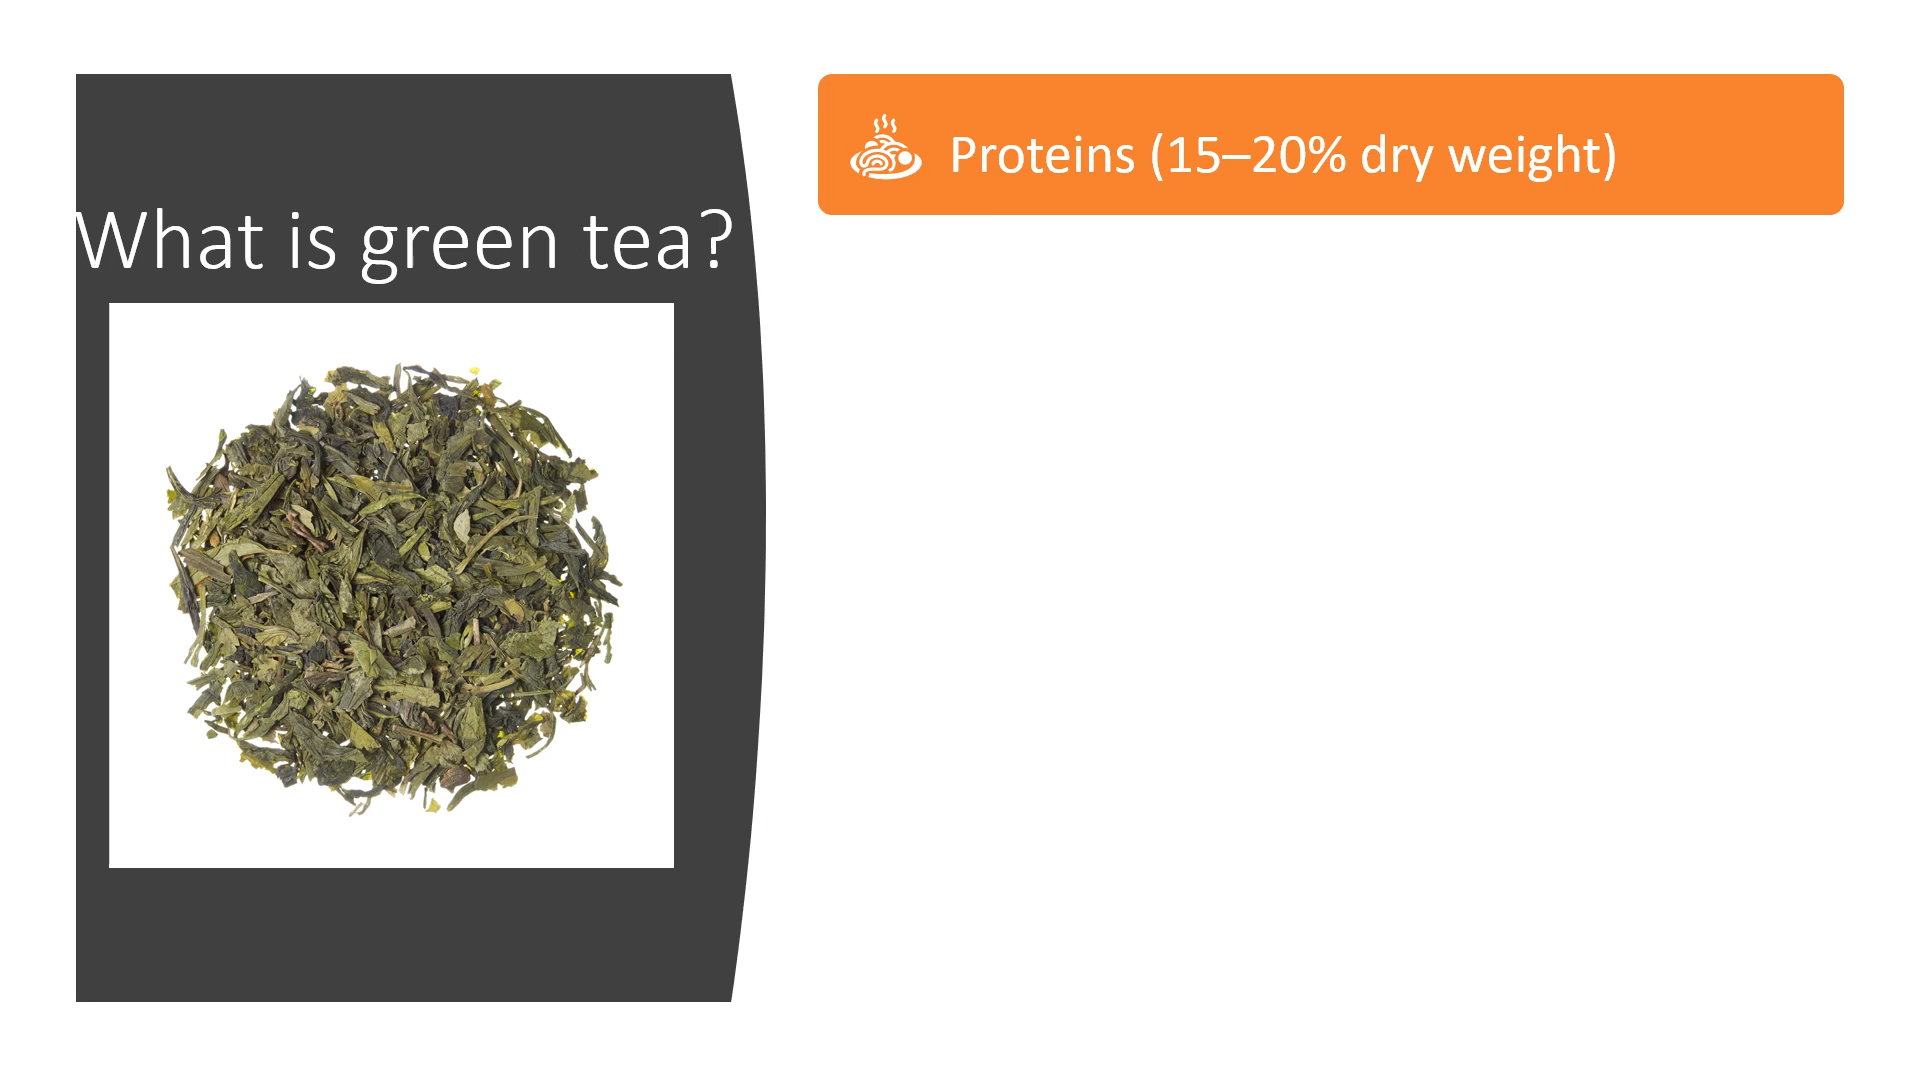 What is green tea?
Proteins (15–20% dry weight)